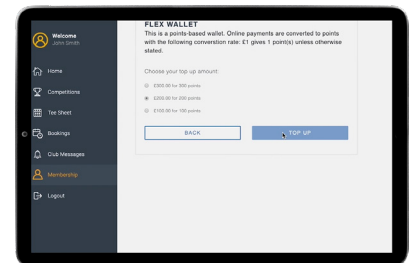 Welcome
John Smith
Home
Competitions
Tee Sheet
Bookings
Club Messages
Membership
Logout
FLEX WALLET
This is a points-based wallet. Online
payments are converted to points
with the following converstion rate: £1 gives 1 point(s) unless otherwise
stated.
Choose your top up amount
£300.00 for 300 points
£200.00 for 200 points
£100.00 for 100 points
BACK
TOP UP